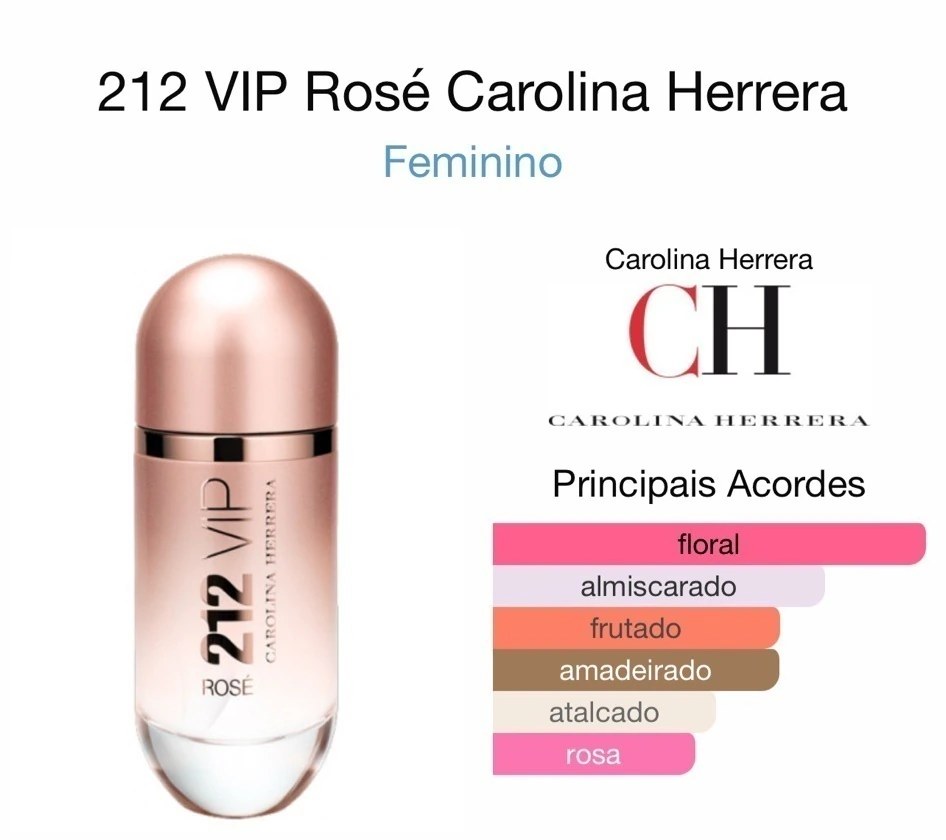 212 VIP Rosé Carolina Herrera
Feminino
212 VIP
CAROLINA HERRERA
ROSÉ
Carolina Herrera
CH
CAROLINA HERRERA
Principais Acordes
floral
almiscarado
frutado
amadeirado
atalcado
rosa